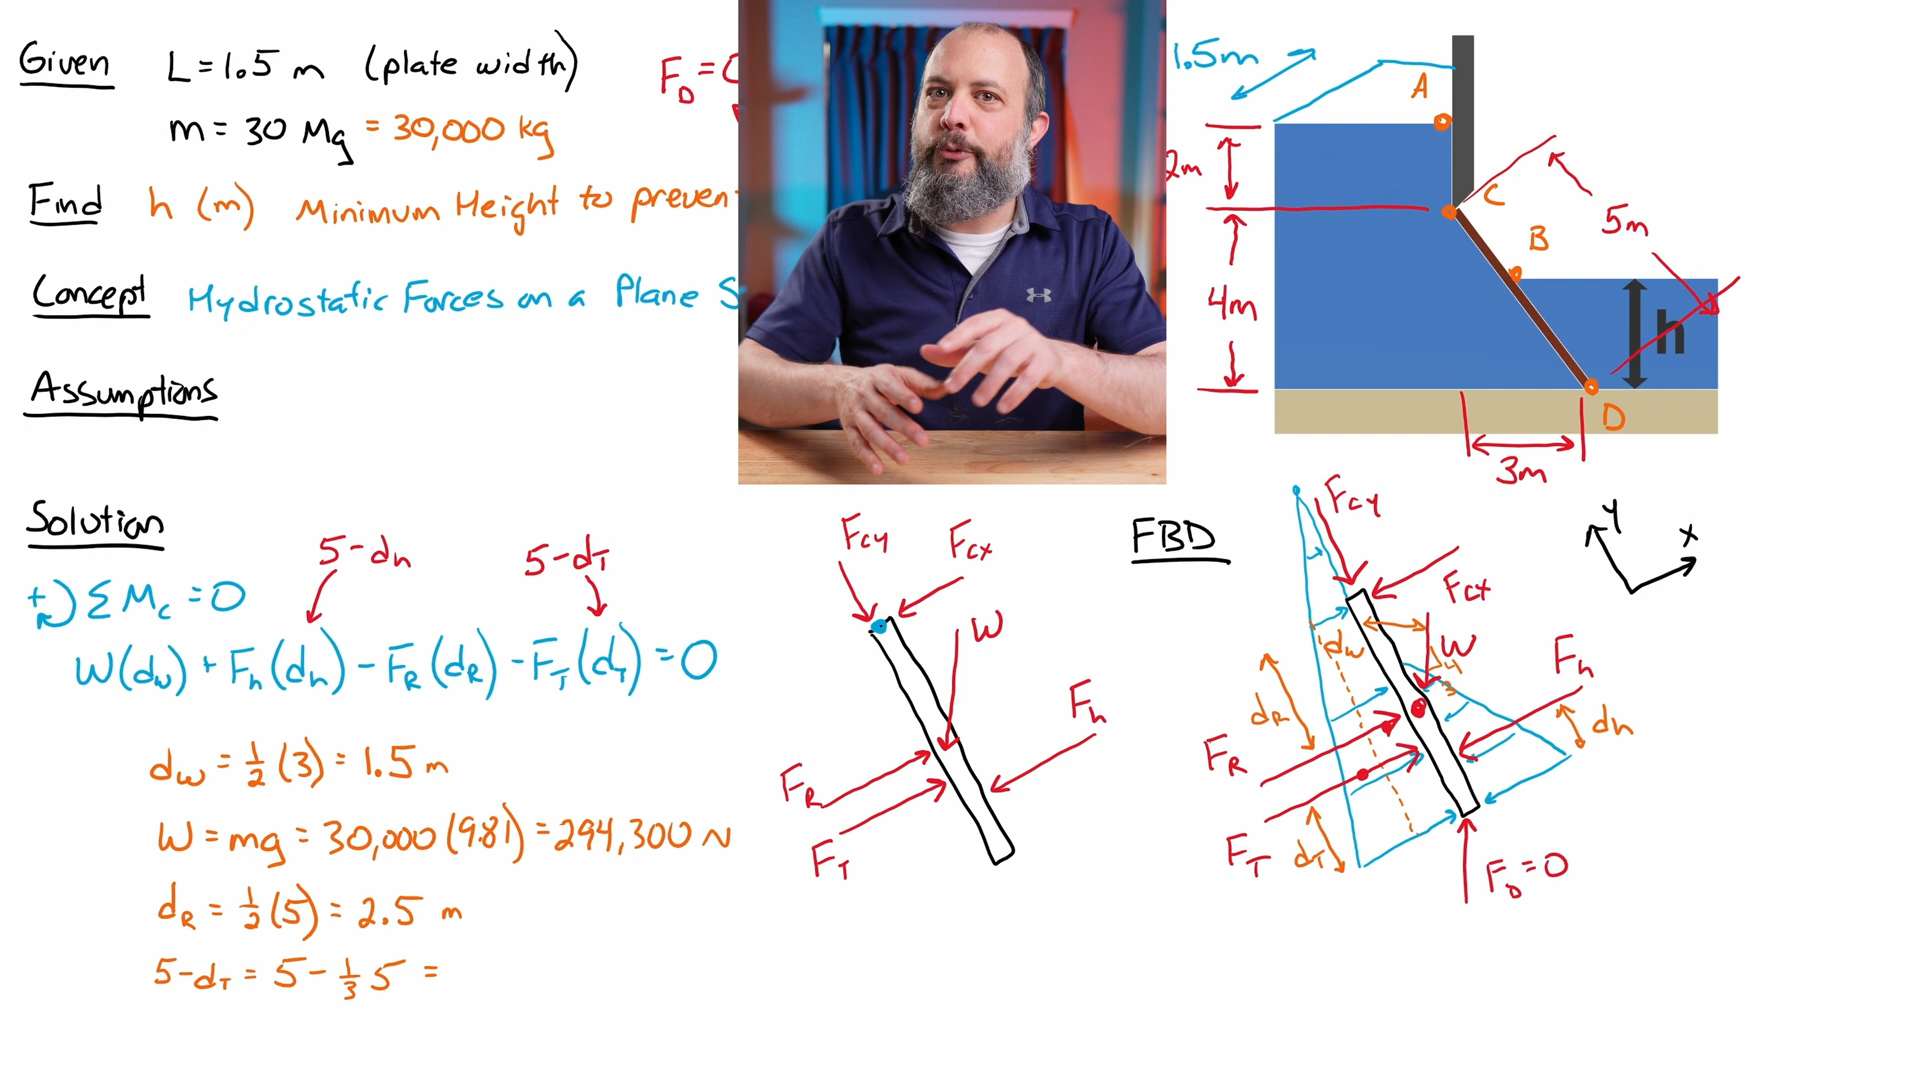 Given L = 1.5 m (plate width)
m = 30 Mg = 30,000 kg
F_D =
Find h (m) Minimum Height to preven
Concept Hydrostatic Forces on a Plane S
Assumptions
Solution
5-d_h 5-d_T
+ ΣM_C = 0
W(d_w) + F_h(d_h) - F_R(d_R) - F_T(d_T) = 0
d_w = 1/2 (3) = 1.5 m
W = mg = 30,000 (9.81) = 294,300 N
d_R = 1/2 (5) = 2.5 m
5-d_T = 5 - 1/3 5 =
F_CY F_CX
W
F_h
F_R
F_T
1.5m
A
2m
C
5m
B
4m
h
D
3m
FBD
F_CY
F_CX
Y
X
d_w
W
4
3
F_h
d_R
d_h
F_R
F_T
d_T
F_D = 0